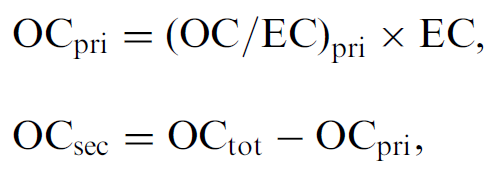 OC_pri = (OC/EC)_pri × EC,
OC_sec = OC_tot − OC_pri,